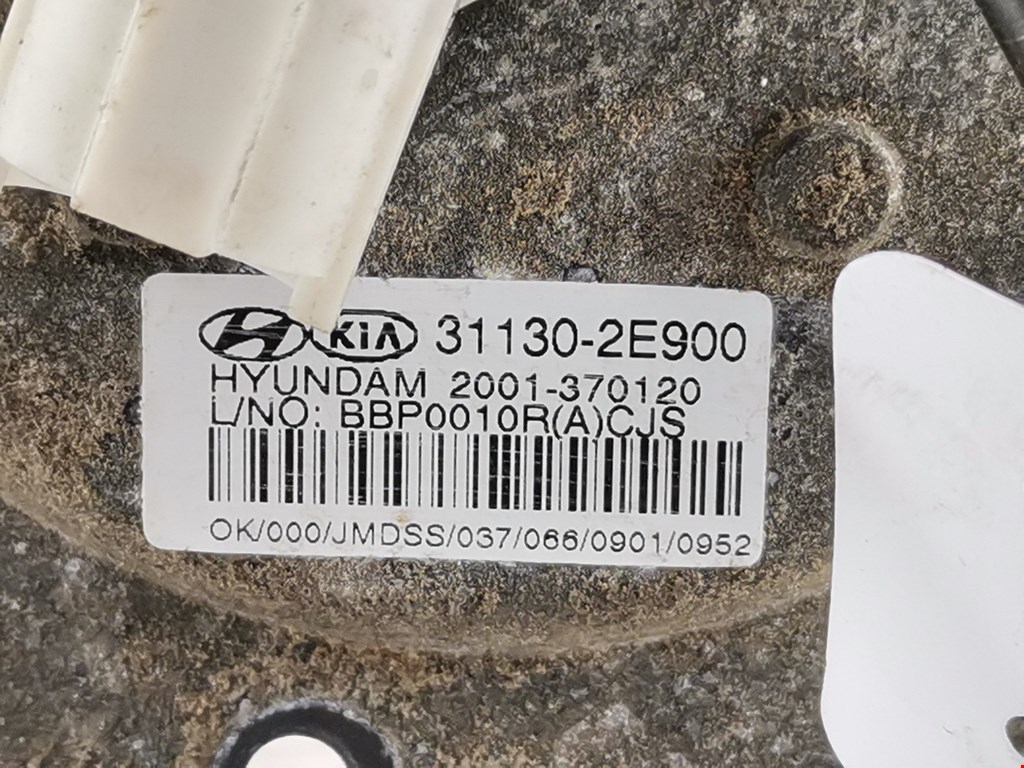 KIA 31130-2E900
HYUNDAM 2001-370120
L/NO: BBP0010R(A)CJS
OK/000/JMDSS/037/066/0901/0952